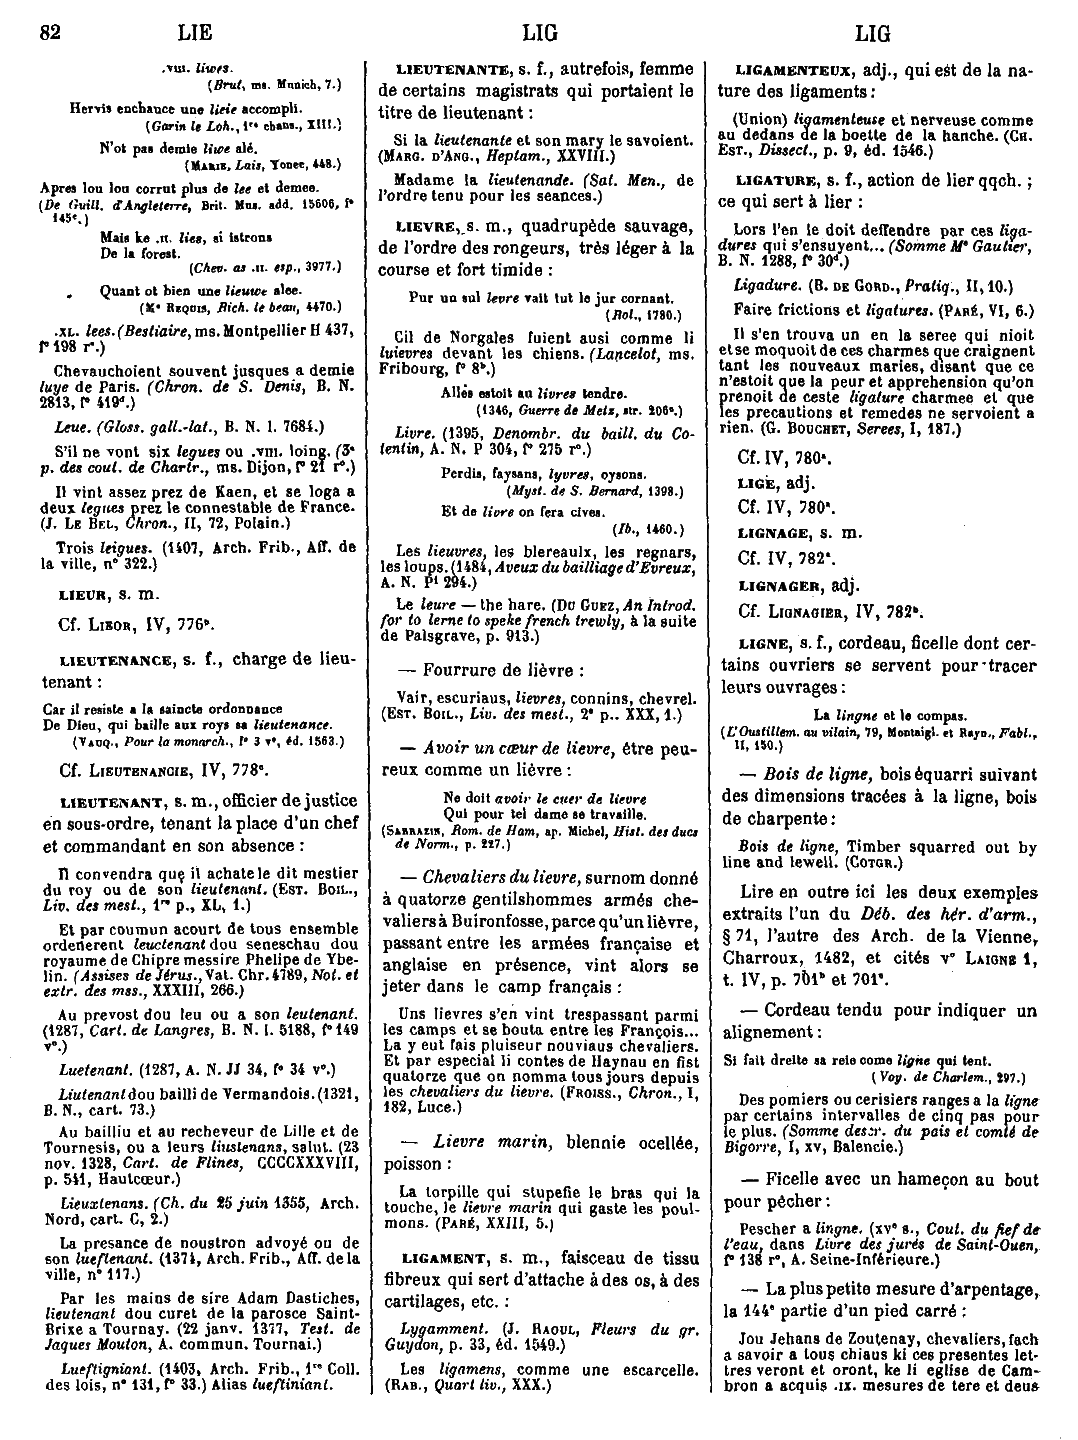 82 LIE LIG LIG
.VIII. liwes.
(Brut, ms. Munich, 7.)
Hervis enchauce une lieie accompli.
(Garin le Loh., 1re chans., XIII.)
N'ot pas demie liwe alé.
(MARIE, Lais, Yonec, 448.)
Apres lou lou corrut plus de lee et demee.
(De Guill. d'Angleterre, Brit. Mus. add. 15606, f°
145c.)
Mais ke .II. lies, si istrons
De la forest.
(Chev. as .II. esp., 3977.)
Quant ot bien une lieuwe alee.
(Ms REQUIS, Rich. le beau, 4470.)
.XL. lees. (Bestiaire, ms. Montpellier H 437,
f° 198 r°.)
Chevauchoient souvent jusques a demie
luye de Paris. (Chron. de S. Denis, B. N.
2813, f° 419d.)
Leue. (Gloss. gall.-lat., B. N. l. 7684.)
S'il ne vont six legues ou .VIII. loing. (3e
p. des cout. de Chartr., ms. Dijon, f° 21 r°.)
Il vint assez prez de Kaen, et se loga a
deux legues prez le connestable de France.
(J. LE BEL, Chron., II, 72, Polain.)
Trois leigues. (1407, Arch. Frib., Aff. de
la ville, n° 322.)
LIEUR, s. m.
Cf. LIEOR, IV, 776b.
LIEUTENANCE, s. f., charge de lieu-
tenant :
Car il resiste a la saincte ordonnance
De Dieu, qui baille aux roys sa lieutenance.
(VAUQ., Pour la monarch., f° 3 v°, éd. 1563.)
Cf. LIEUTENANCIE, IV, 778c.
LIEUTENANT, s. m., officier de justice
en sous-ordre, tenant la place d'un chef
et commandant en son absence :
Il convendra que il achate le dit mestier
du roy ou de son lieutenant. (EST. BOIL.,
Liv. des mest., 1re p., XL, 1.)
Et par coumun acourt de tous ensemble
ordenerent leuctenant dou seneschau dou
royaume de Chipre messire Phelipe de Ybe-
lin. (Assises de Jérus., Vat. Chr. 4789, Not. et
extr. des mss., XXXIII, 266.)
Au prevost dou leu ou a son leutenant.
(1287, Cart. de Langres, B. N. l. 5188, f° 149
v°.)
Luetenant. (1287, A. N. JJ 34, f° 34 v°.)
Liutenant dou bailli de Vermandois. (1321,
B. N., cart. 73.)
Au bailliu et au recheveur de Lille et de
Tournesis, ou a leurs liustenans, salut. (23
nov. 1328, Cart. de Flines, CCCCXXXVIII,
p. 541, Hautcœur.)
Lieuxtenans. (Ch. du 25 juin 1355, Arch.
Nord, cart. C, 2.)
La presance de noustron advoyé ou de
son lueftenant. (1371, Arch. Frib., Aff. de la
ville, n° 117.)
Par les mains de sire Adam Dastiches,
lieutenant dou curet de la parosce Saint-
Brixe a Tournay. (22 janv. 1377, Test. de
Jaques Mouton, A. commun. Tournai.)
Lueftigniant. (1403, Arch. Frib., 1re Coll.
des lois, n° 131, f° 33.) Alias lueftiniant.
LIEUTENANTE, s. f., autrefois, femme
de certains magistrats qui portaient le
titre de lieutenant :
Si la lieutenante et son mary le savoient.
(MARG. D'ANG., Heptam., XXVIII.)
Madame la lieutenande. (Sat. Men., de
l'ordre tenu pour les seances.)
LIEVRE, s. m., quadrupède sauvage,
de l'ordre des rongeurs, très léger à la
course et fort timide :
Pur un sul levre vait tut le jur cornant.
(Rol., 1780.)
Cil de Norgales fuient ausi comme li
luievres devant les chiens. (Lancelot, ms.
Fribourg, f° 8b.)
Allés estoit au livres tendre.
(1346, Guerre de Metz, str. 206e.)
Livre. (1395, Denombr. du baill. du Co-
tentin, A. N. P 304, f° 275 r°.)
Perdis, faysans, lyvres, oysons.
(Myst. de S. Bernard, 1398.)
Et de livre on fera cives.
(Ib., 1460.)
Les lieuvres, les blereaulx, les regnars,
les loups. (1484, Aveux du bailliage d'Evreux,
A. N. P1 294.)
Le leure — the hare. (DU GUEZ, An Introd.
for to lerne to speke french trewly, à la suite
de Palsgrave, p. 913.)
— Fourrure de lièvre :
Vair, escuriaus, lievres, connins, chevrel.
(EST. BOIL., Liv. des mest., 2e p.. XXX, 1.)
— Avoir un cœur de lievre, être peu-
reux comme un lièvre :
Ne doit avoir le cuer de lievre
Qui pour tel dame se travaille.
(SARRAZIN, Rom. de Ham, ap. Michel, Hist. des ducs
de Norm., p. 227.)
— Chevaliers du lievre, surnom donné
à quatorze gentilshommes armés che-
valiers à Buironfosse, parce qu'un lièvre,
passant entre les armées française et
anglaise en présence, vint alors se
jeter dans le camp français :
Uns lievres s'en vint trespassant parmi
les camps et se bouta entre les François...
La y eut fais pluiseur nouviaus chevaliers.
Et par especial li contes de Haynau en fist
quatorze que on nomma tous jours depuis
les chevaliers du lievre. (FROISS., Chron., I,
182, Luce.)
— Lievre marin, blennie ocellée,
poisson :
La torpille qui stupefie le bras qui la
touche, le lievre marin qui gaste les poul-
mons. (PARÉ, XXIII, 5.)
LIGAMENT, s. m., faisceau de tissu
fibreux qui sert d'attache à des os, à des
cartilages, etc. :
Lygamment. (J. RAOUL, Fleurs du gr.
Guydon, p. 33, éd. 1549.)
Les ligamens, comme une escarcelle.
(RAB., Quart liv., XXX.)
LIGAMENTEUX, adj., qui est de la na-
ture des ligaments :
(Union) ligamenteuse et nerveuse comme
au dedans de la boette de la hanche. (CH.
EST., Dissect., p. 9, éd. 1546.)
LIGATURE, s. f., action de lier qqch. ;
ce qui sert à lier :
Lors l'en le doit deffendre par ces liga-
dures qui s'ensuyent... (Somme Me Gautier,
B. N. 1288, f° 30d.)
Ligadure. (B. DE GORD., Pratiq., II, 10.)
Faire frictions et ligatures. (PARÉ, VI, 6.)
Il s'en trouva un en la seree qui nioit
et se moquoit de ces charmes que craignent
tant les nouveaux maries, disant que ce
n'estoit que la peur et apprehension qu'on
prenoit de ceste ligature charmee et que
les precautions et remedes ne servoient a
rien. (G. BOUCHET, Serees, I, 187.)
Cf. IV, 780a.
LIGE, adj.
Cf. IV, 780a.
LIGNAGE, s. m.
Cf. IV, 782a.
LIGNAGER, adj.
Cf. LIGNAGIER, IV, 782b.
LIGNE, s. f., cordeau, ficelle dont cer-
tains ouvriers se servent pour tracer
leurs ouvrages :
La lingne et le compas.
(L'Oustillem. au vilain, 79, Montaigl. et Rayn., Fabl.,
II, 150.)
— Bois de ligne, bois équarri suivant
des dimensions tracées à la ligne, bois
de charpente :
Bois de ligne, Timber squarred out by
line and lewell. (COTGR.)
Lire en outre ici les deux exemples
extraits l'un du Déb. des hér. d'arm.,
§ 71, l'autre des Arch. de la Vienne,
Charroux, 1482, et cités v° LAIGNE 1,
t. IV, p. 701b et 701c.
— Cordeau tendu pour indiquer un
alignement :
Si fait dreite sa reie come ligne qui tent.
(Voy. de Charlem., 297.)
Des pomiers ou cerisiers ranges a la ligne
par certains intervalles de cinq pas pour
le plus. (Somme descr. du pais et comté de
Bigorre, I, XV, Balencie.)
— Ficelle avec un hameçon au bout
pour pêcher :
Pescher a lingne. (XVe s., Cout. du fief de
l'eau, dans Livre des jurés de Saint-Ouen,
f° 138 r°, A. Seine-Inférieure.)
— La plus petite mesure d'arpentage,
la 144e partie d'un pied carré :
Jou Jehans de Zoutenay, chevaliers, fach
a savoir a tous chiaus ki ces presentes let-
tres veront et oront, ke li eglise de Cam-
bron a acquis .IX. mesures de tere et deus